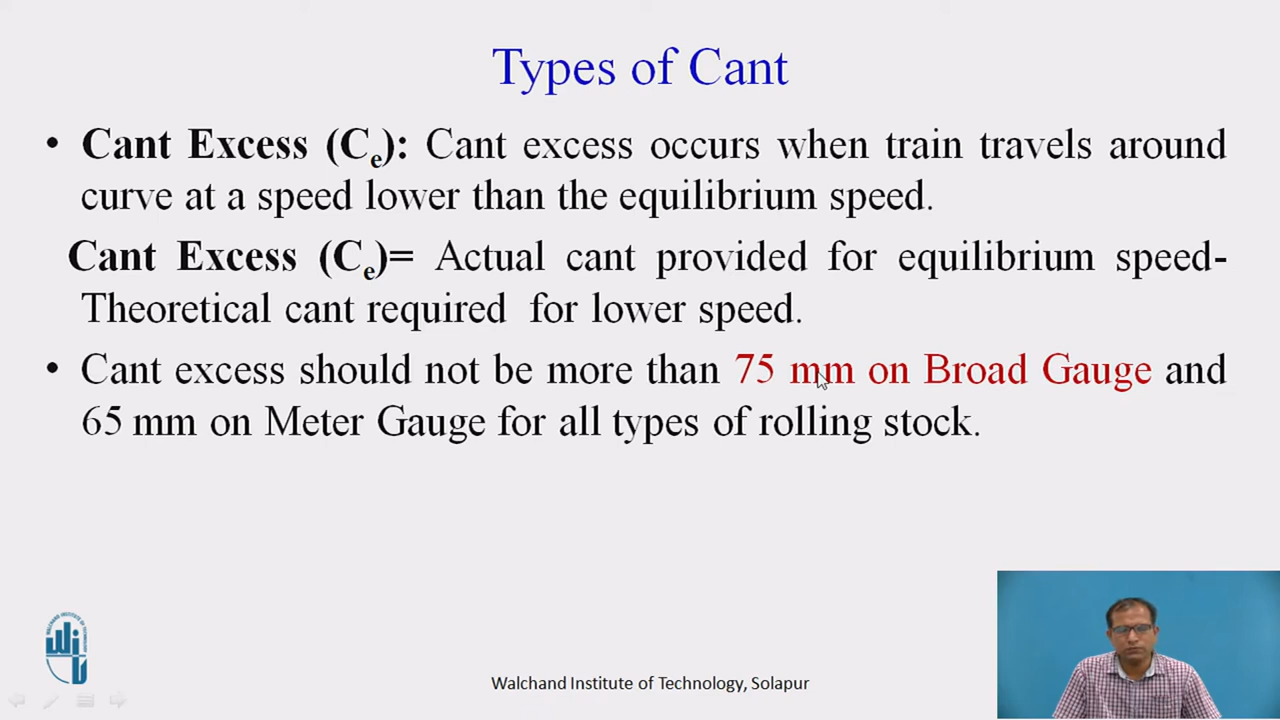 Types of Cant
• Cant Excess (Ce): Cant excess occurs when train travels around
curve at a speed lower than the equilibrium speed.
Cant Excess (Ce)= Actual cant provided for equilibrium speed-
Theoretical cant required for lower speed.
• Cant excess should not be more than 75 mm on Broad Gauge and
65 mm on Meter Gauge for all types of rolling stock.
Walchand Institute of Technology, Solapur